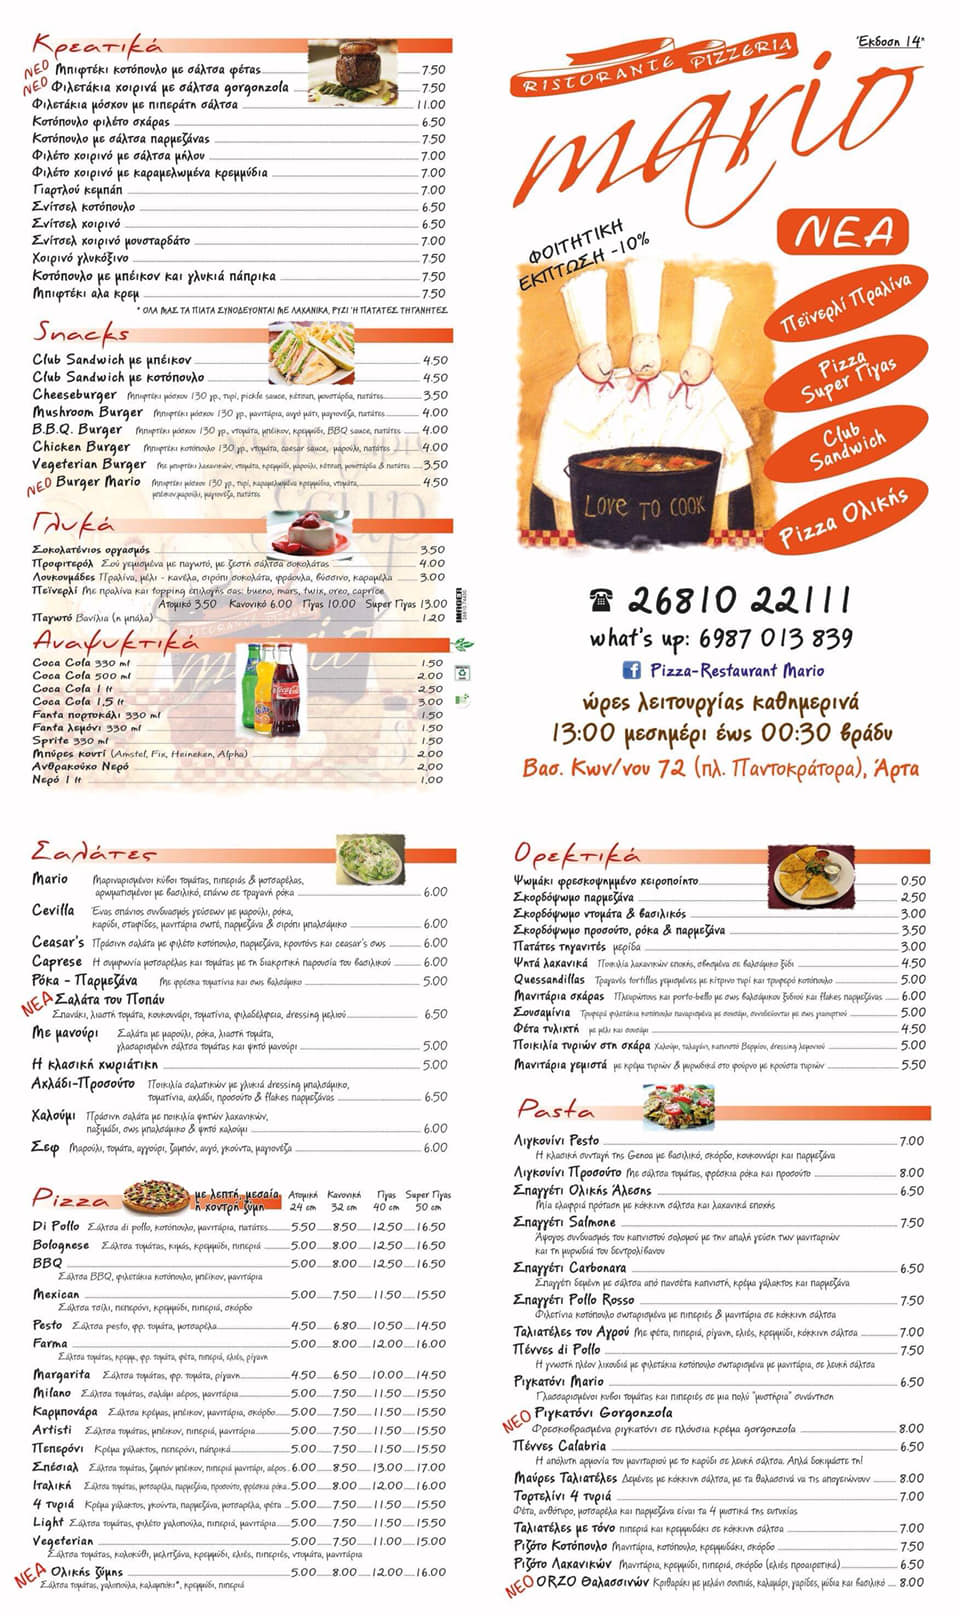 Κρεατικά
ΝΕΟ Μπιφτέκι κοτόπουλο με σάλτσα φέτας 7.50
ΝΕΟ Φιλετάκια χοιρινά με σάλτσα gorgonzola 7.50
Φιλετάκια μόσχου με πιπεράτη σάλτσα 11.00
Κοτόπουλο φιλέτο σχάρας 6.50
Κοτόπουλο με σάλτσα παρμεζάνας 7.50
Φιλέτο χοιρινό με σάλτσα μήλου 7.00
Φιλέτο χοιρινό με καραμελωμένα κρεμμύδια 7.00
Γιαρτλού κεμπάπ 7.00
Σνίτσελ κοτόπουλο 6.50
Σνίτσελ χοιρινό 6.50
Σνίτσελ χοιρινό μουσταρδάτο 7.00
Χοιρινό γλυκόξινο 7.50
Κοτόπουλο με μπέικον και γλυκιά πάπρικα 7.50
Μπιφτέκι αλα κρεμ 7.50
* ΟΛΑ ΜΑΣ ΤΑ ΠΙΑΤΑ ΣΥΝΟΔΕΥΟΝΤΑΙ ΜΕ ΛΑΧΑΝΙΚΑ, ΡΥΖΙ Ή ΠΑΤΑΤΕΣ ΤΗΓΑΝΗΤΕΣ
Snacks
Club Sandwich με μπέικον 4.50
Club Sandwich με κοτόπουλο 4.50
Cheeseburger Μπιφτέκι μόσχου 130 γρ., τυρί, pickle sauce, κέτσαπ, μουστάρδα, πατάτες 3.50
Mushroom Burger Μπιφτέκι μόσχου 130 γρ., μανιτάρια, αυγό μάτι, μαγιονέζα, πατάτες 4.00
B.B.Q. Burger Μπιφτέκι μόσχου 130 γρ., ντομάτα, μπέικον, κρεμμύδι, BBQ sauce, πατάτες 4.00
Chicken Burger Μπιφτέκι κοτόπουλο 130 γρ., ντομάτα, caesar sauce, μαρούλι, πατάτες 4.00
Vegeterian Burger Με μπιφτέκι λαχανικών, ντομάτα, κρεμμύδι, μαρούλι, κέτσαπ, μουστάρδα & πατάτες 3.50
ΝΕΟ Burger Mario Μπιφτέκι μόσχου 130 γρ., τυρί, καραμελωμένα κρεμμύδια, ντομάτα, 4.50
μπέικον, μαρούλι, μαγιονέζα, πατάτες
Γλυκά
Σοκολατένιος οργασμός 3.50
Προφιτερόλ Σού γεμισμένα με παγωτό, με ζεστή σάλτσα σοκολάτας 4.00
Λουκουμάδες Πραλίνα, μέλι - κανέλα, σιρόπι σοκολάτα, φράουλα, βύσσινο, καραμέλα 3.00
Πεϊνερλί Με πραλίνα και topping επιλογής σας: bueno, mars, twix, oreo, caprice
Ατομικό 3.50 Κανονικό 6.00 Γίγας 10.00 Super Γίγας 13.00
Παγωτό Βανίλια (η μπάλα) 1.20
Αναψυκτικά
Coca Cola 330 ml 1.50
Coca Cola 500 ml 2.00
Coca Cola 1 lt 2.50
Coca Cola 1,5 lt 3.00
Fanta πορτοκάλι 330 ml 1.50
Fanta λεμόνι 330 ml 1.50
Sprite 330 ml 1.50
Μπύρες κουτί (Amstel, Fix, Heineken, Alpha) 2.00
Ανθρακούχο Νερό 2.00
Νερό 1 lt 1.00
IMAGER
Έκδοση 14η
RISTORANTE PIZZERIA
mario
ΦΟΙΤΗΤΙΚΗ
ΕΚΠΤΩΣΗ -10%
ΝΕΑ
Πεϊνερλί Πραλίνα
Pizza
Super Γίγας
Club
Sandwich
Pizza Ολικής
LOVE TO COOK
26810 22111
what's up: 6987 013 839
f Pizza-Restaurant Mario
ώρες λειτουργίας καθημερινά
13:00 μεσημέρι έως 00:30 βράδυ
Βασ. Κων/νου 72 (πλ. Παντοκράτορα), Άρτα
Σαλάτες
Mario Μαριναρισμένοι κύβοι τομάτας, πιπεριάς & μοτσαρέλας,
αρωματισμένοι με βασιλικό, επάνω σε τραγανή ρόκα 6.00
Cevilla Ένας σπάνιος συνδυασμός γεύσεων με μαρούλι, ρόκα,
καρύδι, σταφίδες, μανιτάρια σωτέ, παρμεζάνα & σιρόπι μπαλσάμικο 6.00
Ceasar's Πράσινη σαλάτα με φιλέτο κοτόπουλο, παρμεζάνα, κρουτόνς και ceasar's σως 6.00
Caprese Η συμφωνία μοτσαρέλας και τομάτας με τη διακριτική παρουσία του βασιλικού 6.00
Ρόκα - Παρμεζάνα Με φρέσκα τοματίνια και σως βαλσάμικο 5.00
ΝΕΑ Σαλάτα του Ποπάυ
Σπανάκι, λιαστή τομάτα, κουκουνάρι, τοματίνια, φιλαδέλφεια, dressing μελιού 6.50
Με μανούρι Σαλάτα με μαρούλι, ρόκα, λιαστή τομάτα,
γλασαρισμένη σάλτσα τομάτας και ψητό μανούρι 5.00
Η κλασική χωριάτικη 5.00
Αχλάδι-Προσούτο Ποικιλία σαλατικών με γλυκιά dressing μπαλσάμικο,
τοματίνια, αχλάδι, προσούτο & flakes παρμεζάνας 6.50
Χαλούμι Πράσινη σαλάτα με ποικιλία ψητών λαχανικών,
παξιμάδι, σως μπαλσάμικο & ψητό χαλούμι 6.00
Σεφ Μαρούλι, τομάτα, αγγούρι, ζαμπόν, αυγό, γκούντα, μαγιονέζα 6.00
Pizza με λεπτή, μεσαία ή χοντρή ζύμη Ατομική 24 cm Κανονική 32 cm Γίγας 40 cm Super Γίγας 50 cm
Di Pollo Σάλτσα di pollo, κοτόπουλο, μανιτάρια, πατάτες 5.50 8.50 12.50 16.50
Bolognese Σάλτσα τομάτας, κιμάς, κρεμμύδι, πιπεριά 5.00 8.00 12.50 16.50
BBQ 5.00 8.00 12.50 16.50
Σάλτσα BBQ, φιλετάκια κοτόπουλο, μπέικον, μανιτάρια
Mexican 5.00 7.50 11.50 15.50
Σάλτσα τσίλι, πεπερόνι, κρεμμύδι, πιπεριά, σκόρδο
Pesto Σάλτσα pesto, φρ. τομάτα, μοτσαρέλα 4.50 6.80 10.50 14.50
Farma 5.00 8.00 12.00 16.00
Σάλτσα τομάτας, κρεμμ., φρ. τομάτα, φέτα, πιπεριά, ελιές, ρίγανη
Margarita Σάλτσα τομάτας, φρ. τομάτα, ρίγανη 4.50 6.50 10.00 14.50
Milano Σάλτσα τομάτας, σαλάμι αέρος, μανιτάρια 5.00 7.50 11.50 15.50
Καρμπονάρα Σάλτσα κρέμας, μπέικον, μανιτάρια, σκόρδο 5.00 7.50 11.50 15.50
Artisti Σάλτσα τομάτας, μπέικον, πιπεριά, μανιτάρια 5.00 7.50 11.50 15.50
Πεπερόνι Κρέμα γάλακτος, πεπερόνι, πάπρικά 5.00 7.50 11.50 15.50
Σπέσιαλ Σάλτσα τομάτας, ζαμπόν μπέικον, πιπεριά μανιτάρι, αέρος 6.00 8.50 13.00 17.00
Ιταλική Σάλτσα τομάτας, μοτσαρέλα, παρμεζάνα, προσούτο, φρέσκια ρόκα 5.00 8.00 12.00 16.00
4 τυριά Κρέμα γάλακτος, γκούντα, παρμεζάνα, μοτσαρέλα, φέτα 5.00 7.50 11.50 15.50
Light Σάλτσα τομάτας, φιλέτο γαλοπούλα, πιπεριά, μανιτάρια 5.00 7.50 11.50 15.50
Vegeterian 5.00 7.50 11.00 15.00
Σάλτσα τομάτας, κολοκύθι, μελιτζάνα, κρεμμύδι, ελιές, πιπεριές, ντομάτα, μανιτάρια
ΝΕΑ Ολικής ζύμης 5.00 8.00 12.00 16.00
Σάλτσα τομάτας, γαλοπούλα, καλαμπόκι*, κρεμμύδι, πιπεριά
Ορεκτικά
Ψωμάκι φρεσκοψημμένο χειροποίητο 0.50
Σκορδόψωμο παρμεζάνα 2.50
Σκορδόψωμο ντομάτα & βασιλικός 3.00
Σκορδόψωμο προσούτο, ρόκα & παρμεζάνα 3.50
Πατάτες τηγανιτές μερίδα 3.00
Ψητά λαχανικά Ποικιλία λαχανικών εποχής, σβησμένα σε βαλσάμικο ξύδι 4.50
Quessandillas Τραγανές tortillas γεμισμένες με κίτρινο τυρί και τρυφερό κοτόπουλο 5.00
Μανιτάρια σχάρας Πλευρώτους και porto-bello με σως βαλσάμικου ξυδιού και flakes παρμεζάνας 6.00
Σουσαμίνια Τρυφερά φιλετάκια κοτόπουλο παναρισμένα με σουσάμι, συνοδεύονται με σως γιαουρτιού 5.00
Φέτα τυλικτή με μέλι και σουσάμι 4.50
Ποικιλία τυριών στη σχάρα Χαλούμι, ταλαγάνι, καπνιστό Βερμίου, dressing λεμονιού 5.00
Μανιτάρια γεμιστά με κρέμα τυριών & μυρωδικά στο φούρνο με κρούστα τυριών 5.50
Pasta
Λιγκουίνι Pesto 7.00
Η κλασική συνταγή της Genoa με βασιλικό, σκόρδο, κουκουνάρι και παρμεζάνα
Λιγκουίνι Προσούτο Με σάλτσα τομάτας, φρέσκια ρόκα και προσούτο 8.00
Σπαγγέτι Ολικής Άλεσης 6.50
Μία ελαφριά πρόταση με κόκκινη σάλτσα και λαχανικά εποχής
Σπαγγέτι Salmone 7.50
Άψογος συνδυασμός του καπνιστού σολομού με την απαλή γεύση των μανιταριών
και τη μυρωδιά του δεντρολίβανου
Σπαγγέτι Carbonara 6.50
Σπαγγέτι δεμένη με σάλτσα από πανσέτα καπνιστή, κρέμα γάλακτος και παρμεζάνα
Σπαγγέτι Pollo Rosso 7.50
Φιλετίνια κοτόπουλο σωταρισμένα με πιπεριές & μανιτάρια σε κόκκινη σάλτσα
Ταλιατέλες του Αγρού Με φέτα, πιπεριά, ρίγανη, ελιές, κρεμμύδι, κόκκινη σάλτσα 7.00
Πέννες di Pollo 7.50
Η γνωστή πλέον λιχουδιά με φιλετάκια κοτόπουλο σωταρισμένα με μανιτάρια, σε λευκή σάλτσα
Ριγκατόνι Mario 6.50
Γλασσαρισμένοι κύβοι τομάτας και πιπεριές σε μια πολύ "μυστήρια" συνάντηση
ΝΕΟ Ριγκατόνι Gorgonzola
Φρεσκοβρασμένα ριγκατόνι σε πλούσια κρέμα gorgonzola 8.00
Πέννες Calabria 6.50
Η απόλυτη αρμονία του μανιταριού με το καρύδι σε λευκή σάλτσα. Απλά δοκιμάστε τη!
Μαύρες Ταλιατέλες Δεμένες με κόκκινη σάλτσα, με τα θαλασσινά να τις απογειώνουν 8.00
Τορτελίνι 4 τυριά 7.00
Φέτα, ανθότυρο, μοτσαρέλα και παρμεζάνα είναι τα 4 μυστικά της ευτυχίας
Ταλιατέλες με τόνο πιπεριά και κρεμμυδάκι σε κόκκινη σάλτσα 7.00
Ριζότο Κοτόπουλο Μανιτάρια, κοτόπουλο, κρεμμυδάκι, σκόρδο 7.50
Ριζότο Λαχανικών Μανιτάρια, κρεμμύδι, πιπεριά, σκόρδο (ελιές προαιρετικά) 6.50
ΝΕΟ ORZO Θαλασσινών Κριθαράκι με μελάνι σουπιάς, καλαμάρι, γαρίδες, μύδια και βασιλικό 8.00